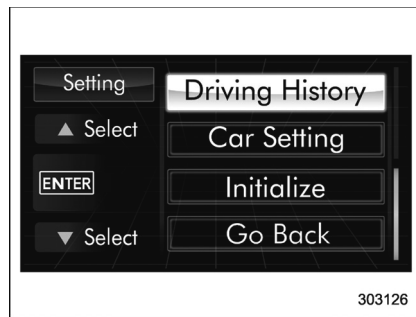 Setting
▲ Select
ENTER
▼ Select
Driving History
Car Setting
Initialize
Go Back
303126